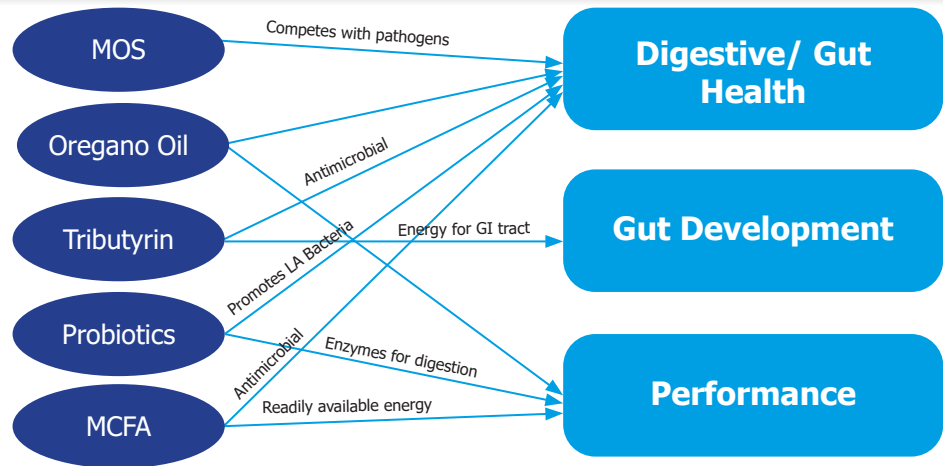 MOS
Competes with pathogens
Digestive/ Gut
Health
Oregano Oil
Antimicrobial
Tributyrin
Energy for GI tract
Gut Development
Promotes LA Bacteria
Probiotics
Enzymes for digestion
Antimicrobial
Performance
MCFA
Readily available energy